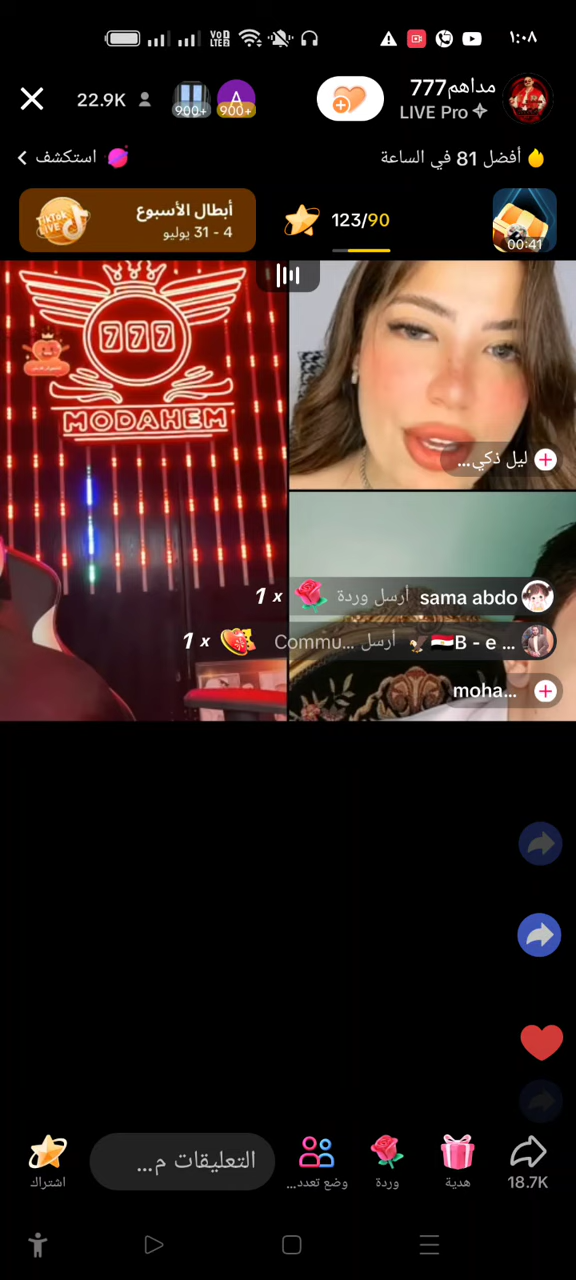 ١:٠٨
VoD LTE2
مداهم777
LIVE Pro
22.9K
900+
A
900+
أفضل 81 في الساعة
استكشف
أبطال الأسبوع
4 - 31 يوليو
TikTok LIVE
123/90
00:41
777
MODAHEM
ليل ذكي...
sama abdo أرسل وردة
1 x
B - e ... أرسل Commu...
1 x
moha...
اشتراك
التعليقات م...
وضع تعدد...
وردة
هدية
18.7K